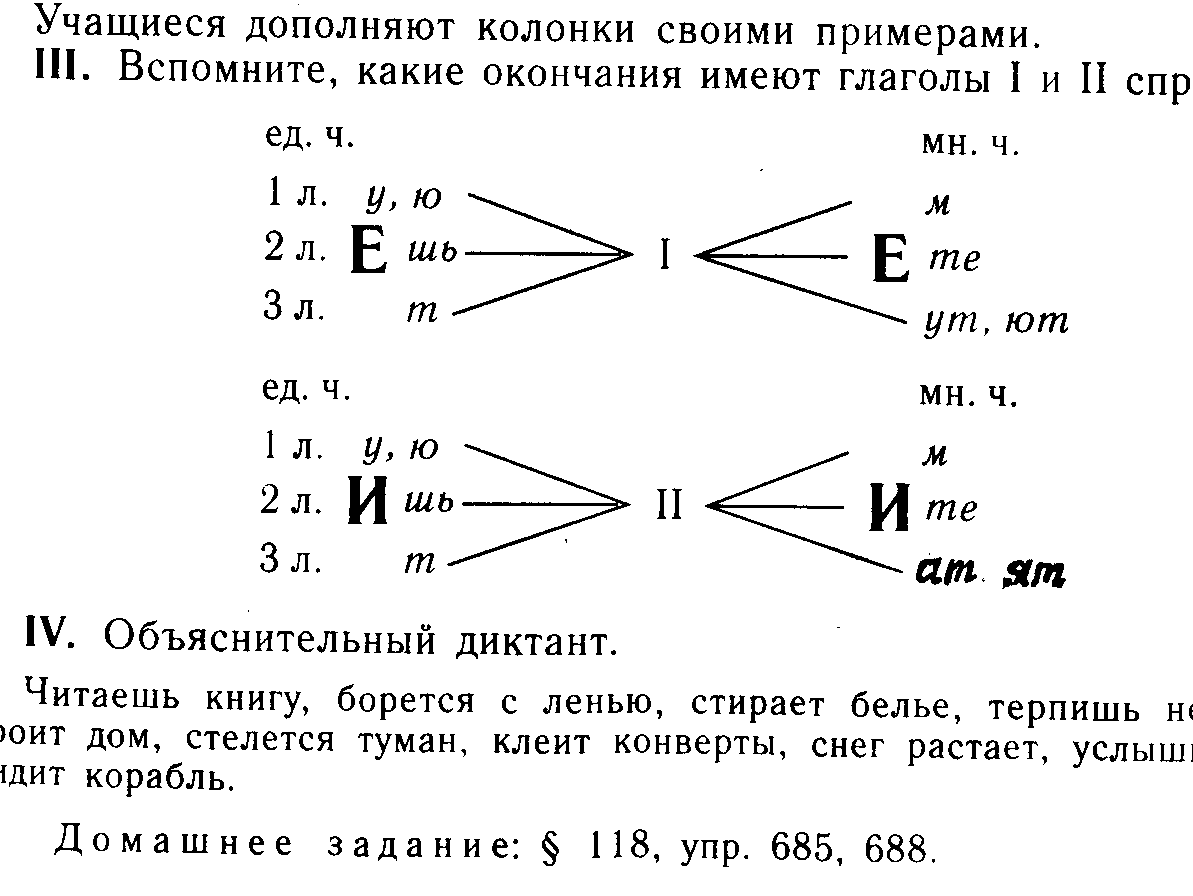 Учащиеся дополняют колонки своими примерами.
III. Вспомните, какие окончания имеют глаголы I и II спр
ед. ч. мн. ч.
1 л. у, ю м
2 л. Е шь I Е те
3 л. т ут, ют
ед. ч. мн. ч.
1 л. у, ю м
2 л. И шь II И те
3 л. т ат. ят
IV. Объяснительный диктант.
Читаешь книгу, борется с ленью, стирает белье, терпишь не
роит дом, стелется туман, клеит конверты, снег растает, услыши
идит корабль.
Домашнее задание: § 118, упр. 685, 688.